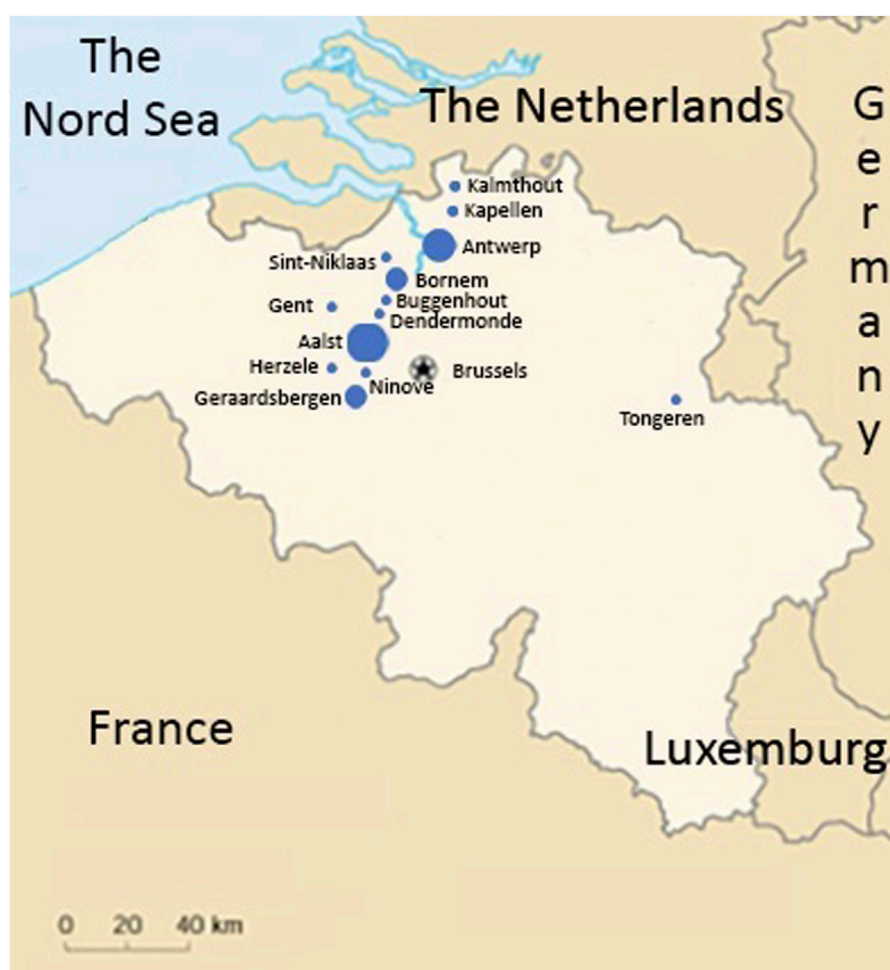 The
Nord Sea
The Netherlands
G
e
r
m
a
n
y
Kalmthout
Kapellen
Antwerp
Sint-Niklaas
Bornem
Buggenhout
Gent
Dendermonde
Aalst
Herzele
Brussels
Ninove
Geraardsbergen
Tongeren
France
Luxemburg
0 20 40 km